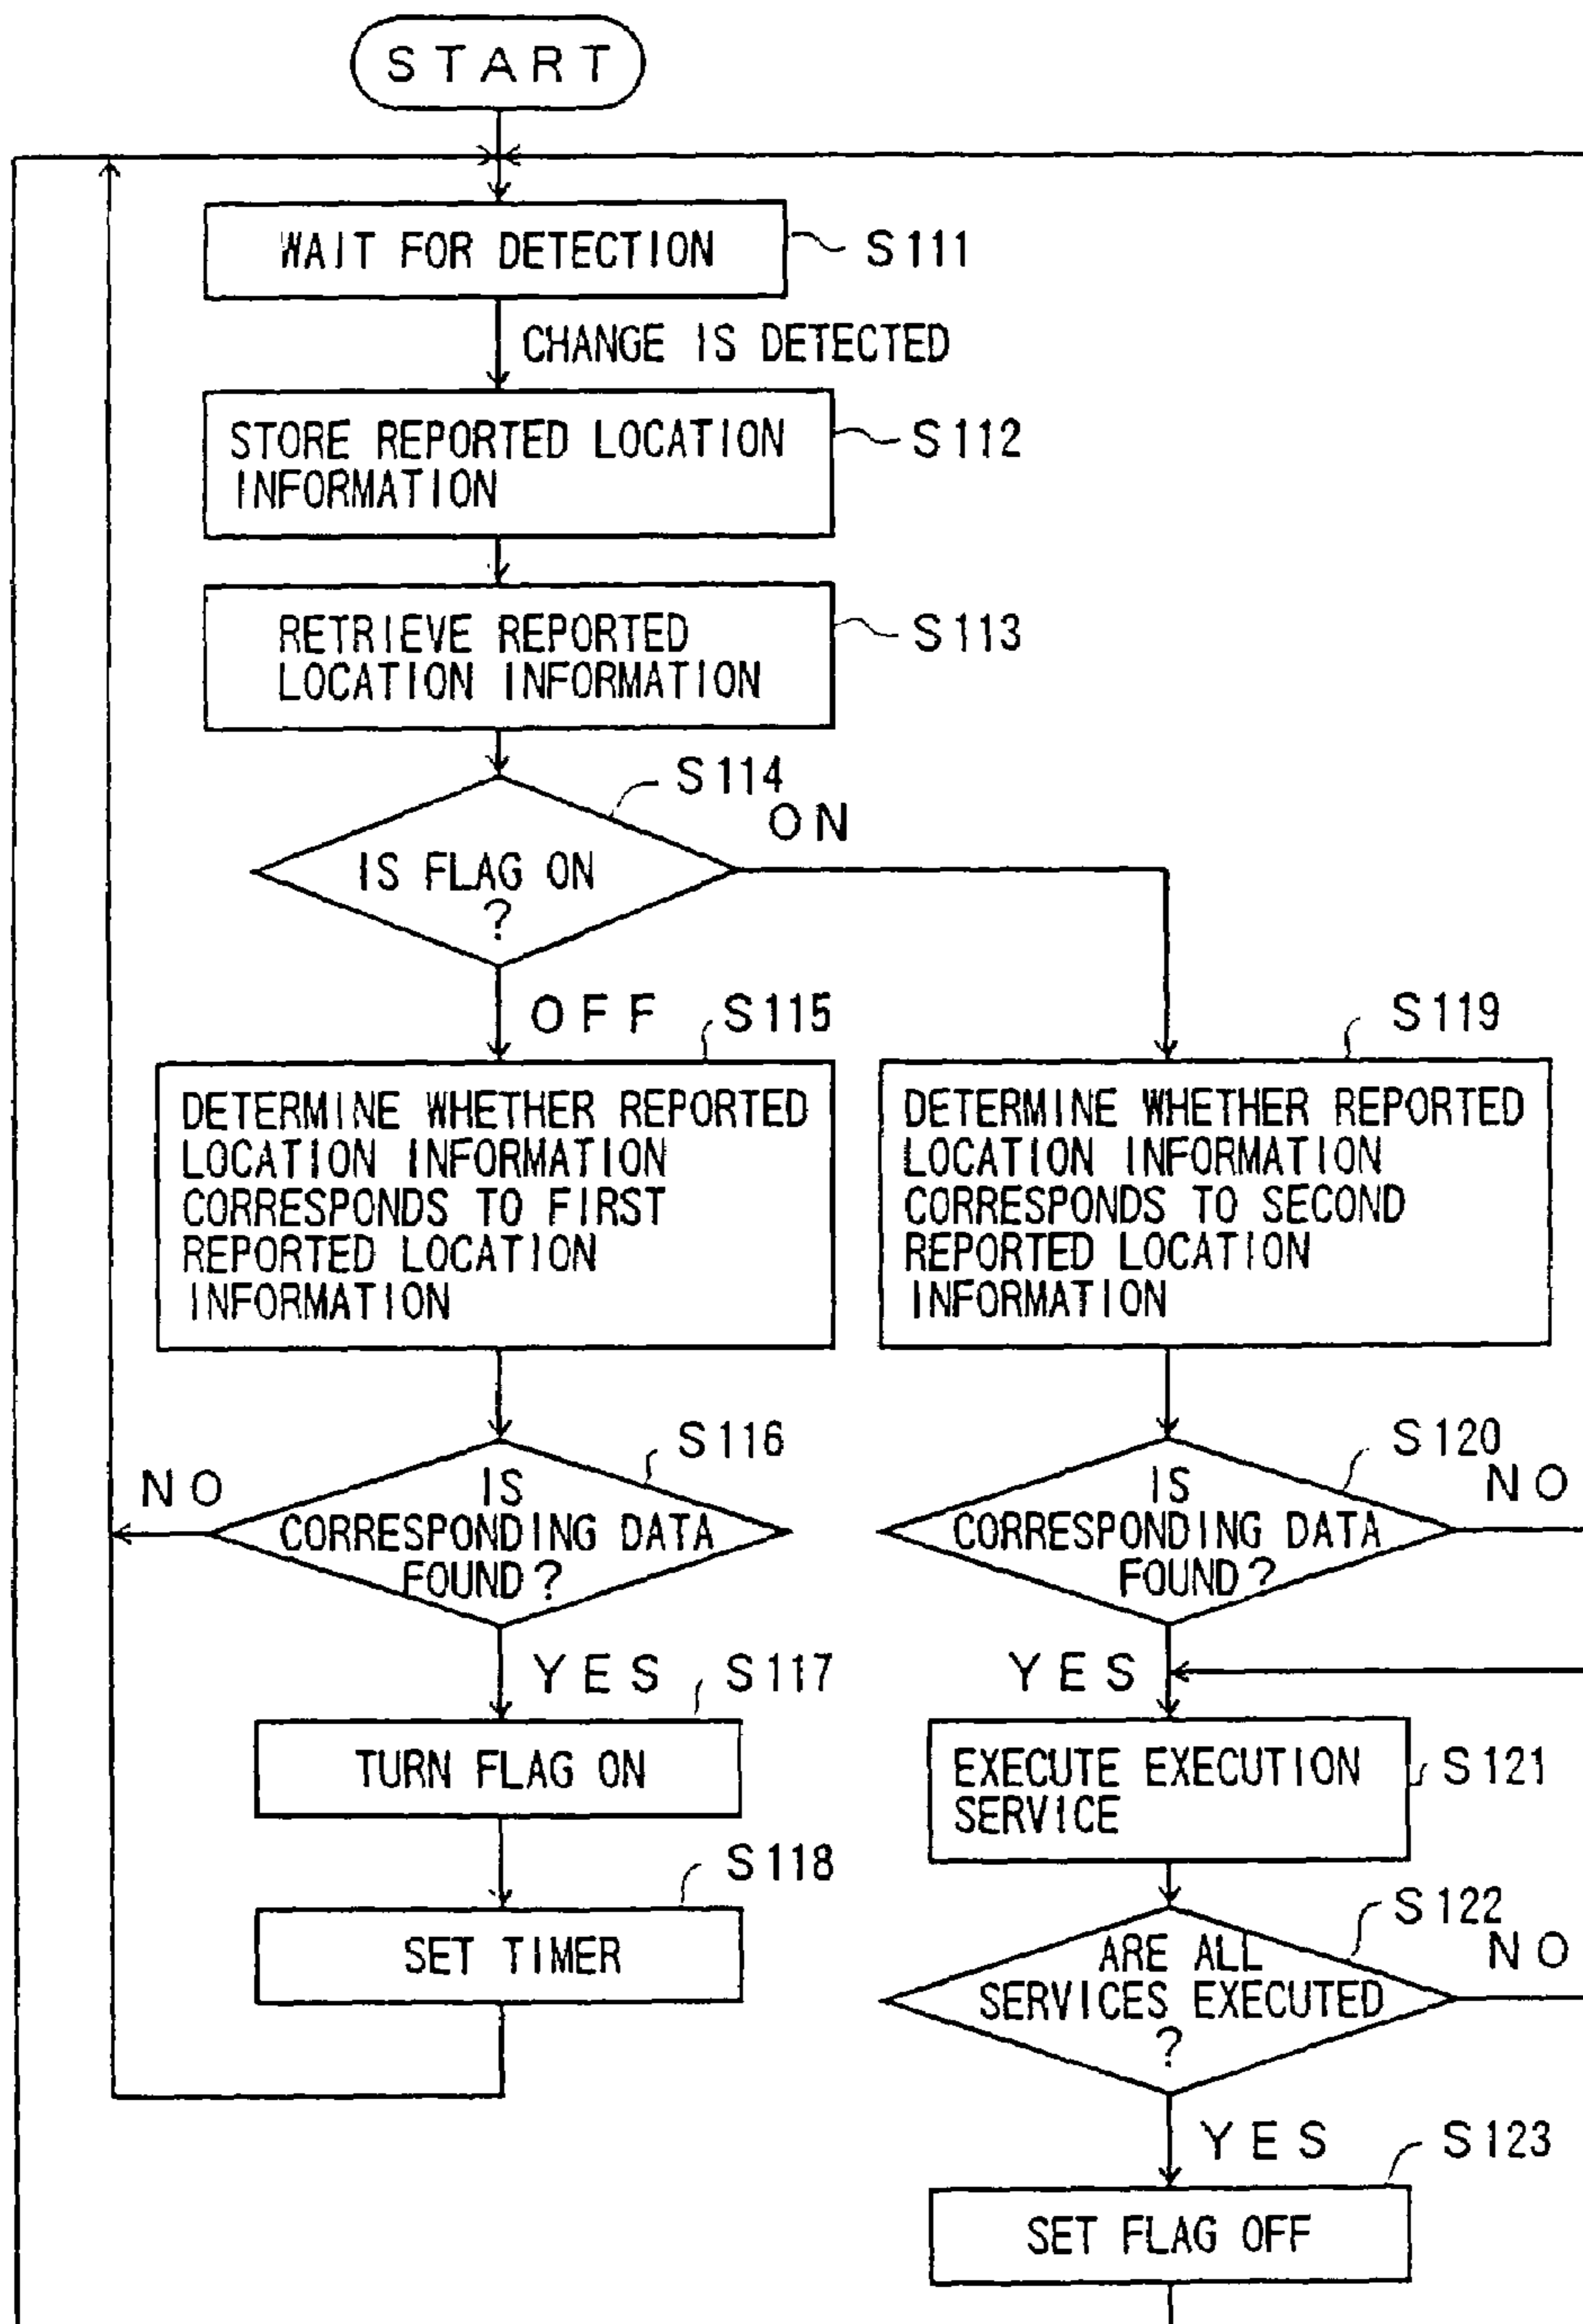 START
WAIT FOR DETECTION
S111
CHANGE IS DETECTED
STORE REPORTED LOCATION
INFORMATION
S112
RETRIEVE REPORTED
LOCATION INFORMATION
S113
S114
IS FLAG ON
?
ON
OFF
S115
DETERMINE WHETHER REPORTED
LOCATION INFORMATION
CORRESPONDS TO FIRST
REPORTED LOCATION
INFORMATION
S119
DETERMINE WHETHER REPORTED
LOCATION INFORMATION
CORRESPONDS TO SECOND
REPORTED LOCATION
INFORMATION
S116
NO
IS
CORRESPONDING DATA
FOUND?
S120
NO
IS
CORRESPONDING DATA
FOUND?
YES
S117
TURN FLAG ON
YES
EXECUTE EXECUTION
SERVICE
S121
S118
SET TIMER
S122
NO
ARE ALL
SERVICES EXECUTED
?
YES
S123
SET FLAG OFF